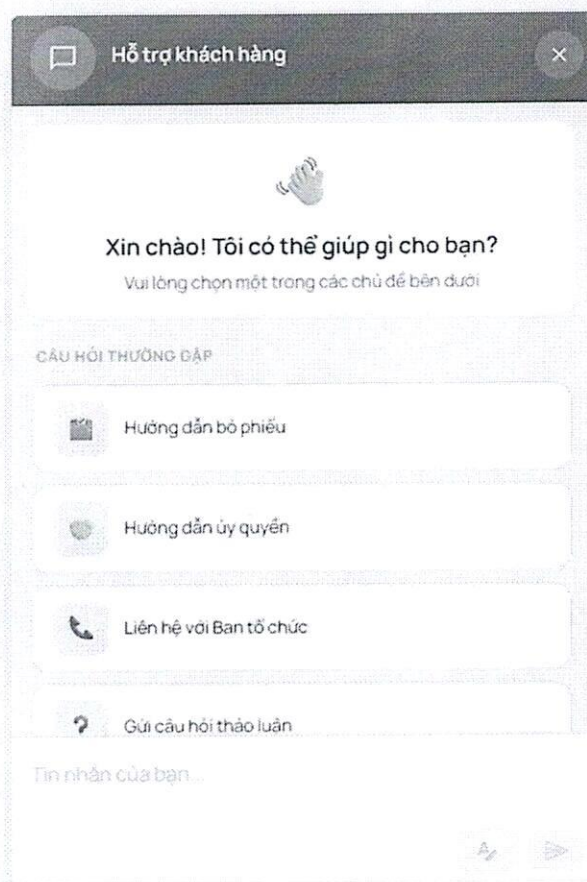 Hỗ trợ khách hàng
Xin chào! Tôi có thể giúp gì cho bạn?
Vui lòng chọn một trong các chủ đề bên dưới
CÂU HỎI THƯỜNG GẶP
Hướng dẫn bỏ phiếu
Hướng dẫn ủy quyền
Liên hệ với Ban tổ chức
? Gửi câu hỏi thảo luận
Tin nhắn của bạn...